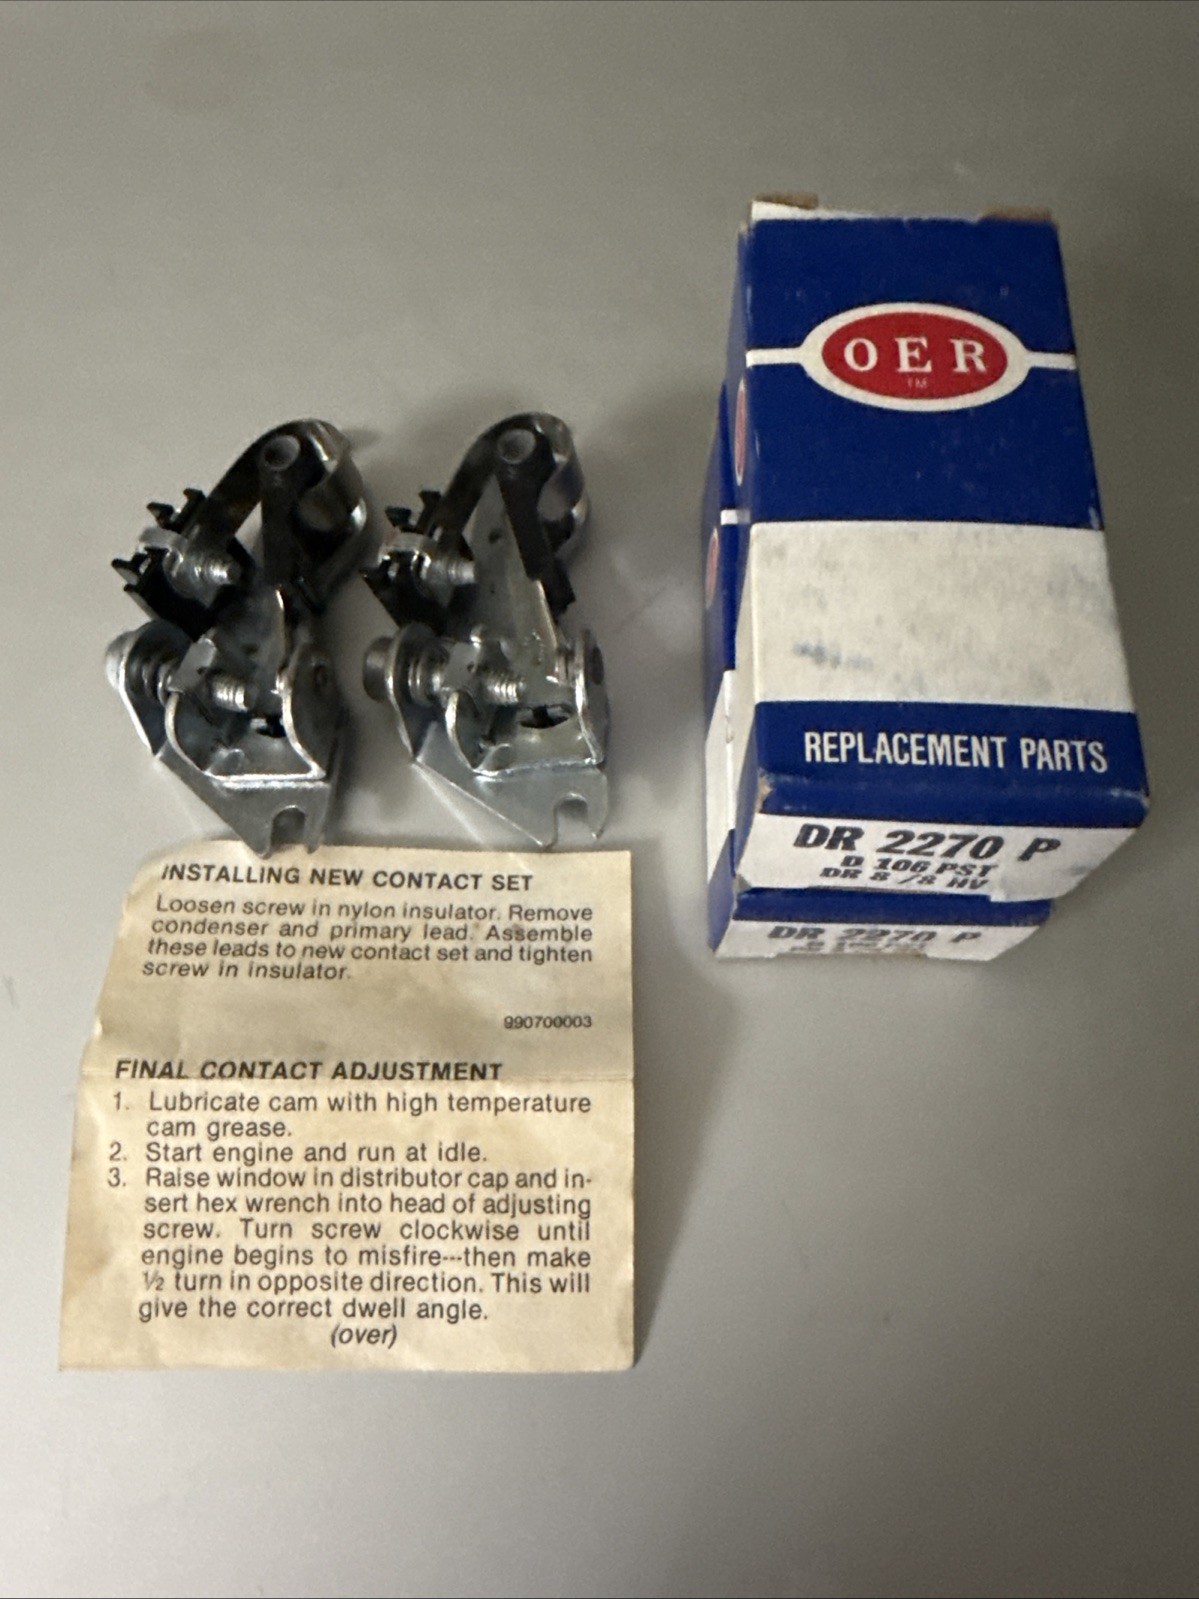 OER
TM
REPLACEMENT PARTS
DR 2270 P
D 106 PST
DR 8 /8 HV
DR 2270 P
INSTALLING NEW CONTACT SET
Loosen screw in nylon insulator. Remove
condenser and primary lead. Assemble
these leads to new contact set and tighten
screw in insulator.
990700003
FINAL CONTACT ADJUSTMENT
1. Lubricate cam with high temperature
cam grease.
2. Start engine and run at idle.
3. Raise window in distributor cap and in-
sert hex wrench into head of adjusting
screw. Turn screw clockwise until
engine begins to misfire---then make
½ turn in opposite direction. This will
give the correct dwell angle.
(over)